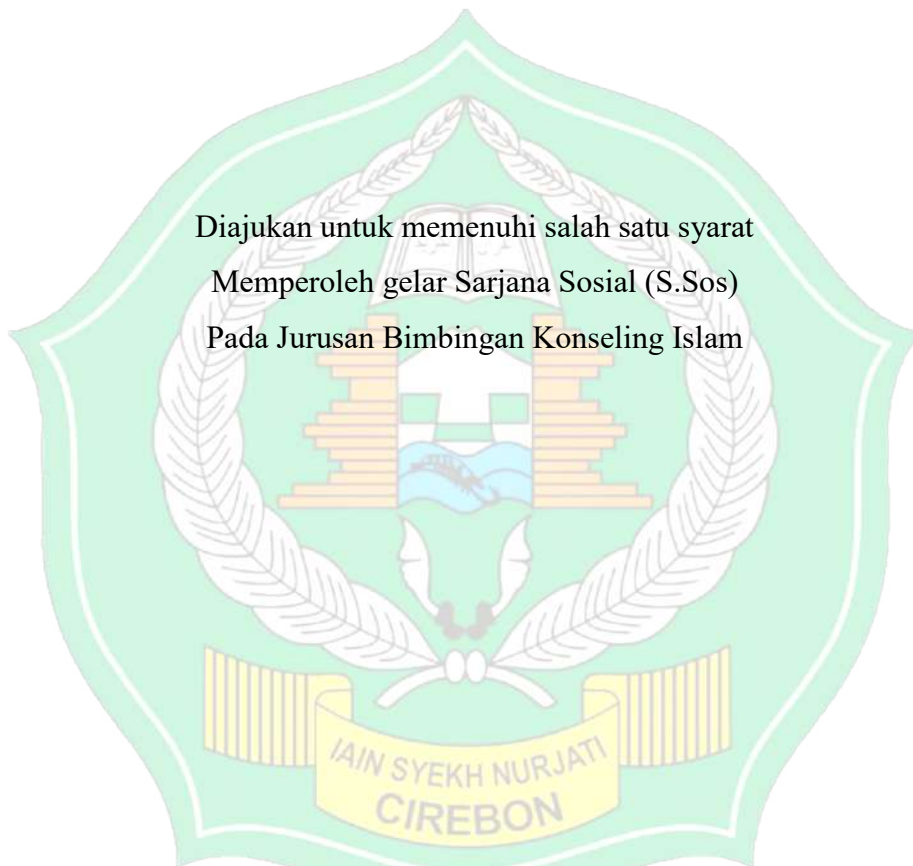 Diajukan untuk memenuhi salah satu syarat
Memperoleh gelar Sarjana Sosial (S.Sos)
Pada Jurusan Bimbingan Konseling Islam
IAIN SYEKH NURJATI
CIREBON